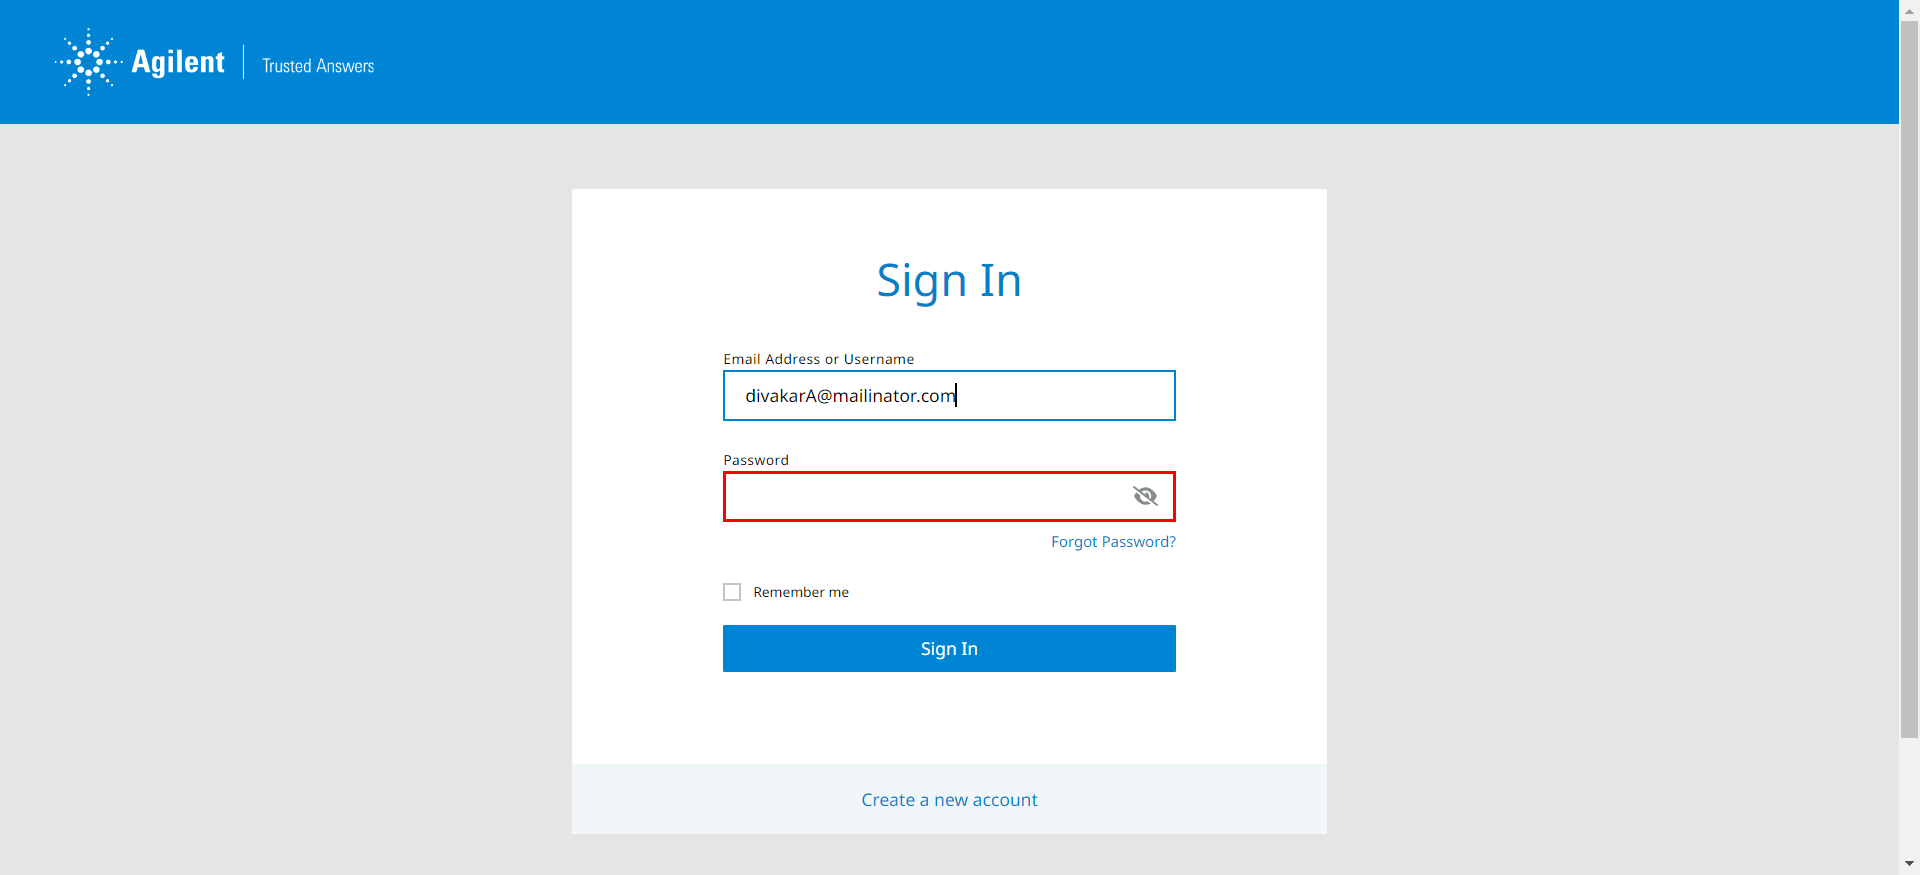 Agilent
Trusted Answers
Sign In
Email Address or Username
divakarA@mailinator.com
Password
Forgot Password?
Remember me
Sign In
Create a new account